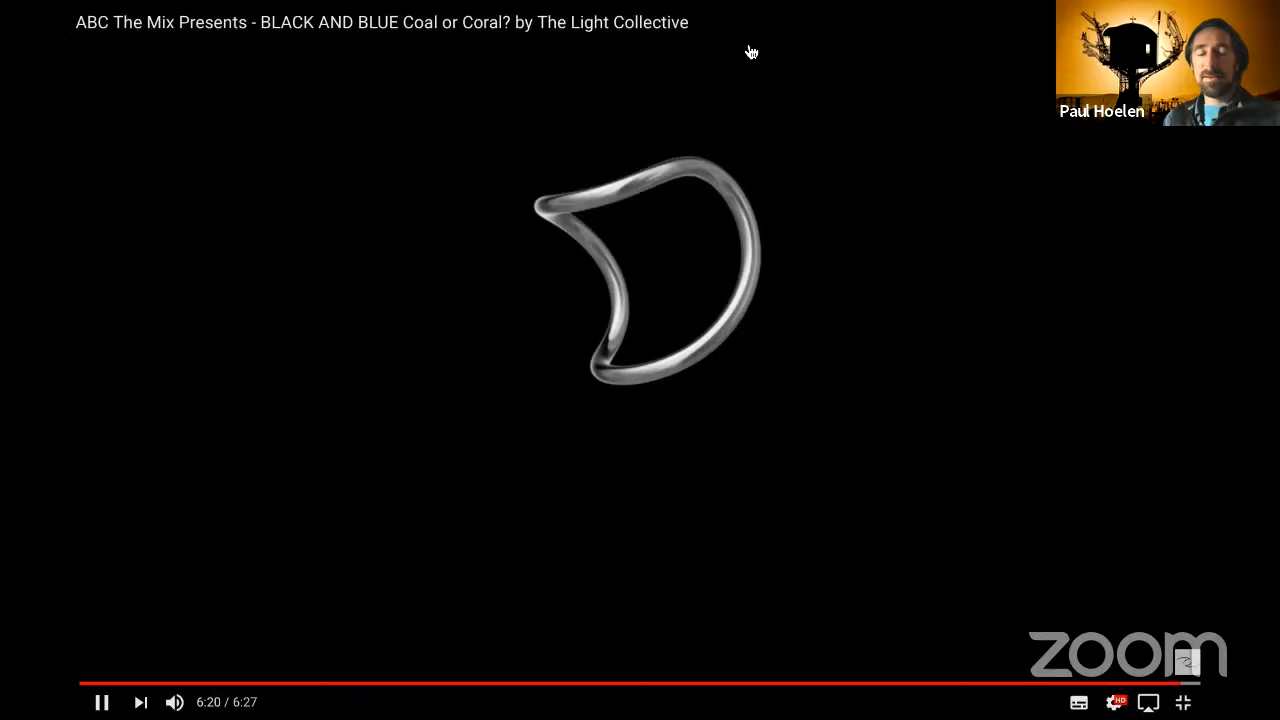 ABC The Mix Presents - BLACK AND BLUE Coal or Coral? by The Light Collective
Paul Hoelen
zoom
6:20 / 6:27
HD